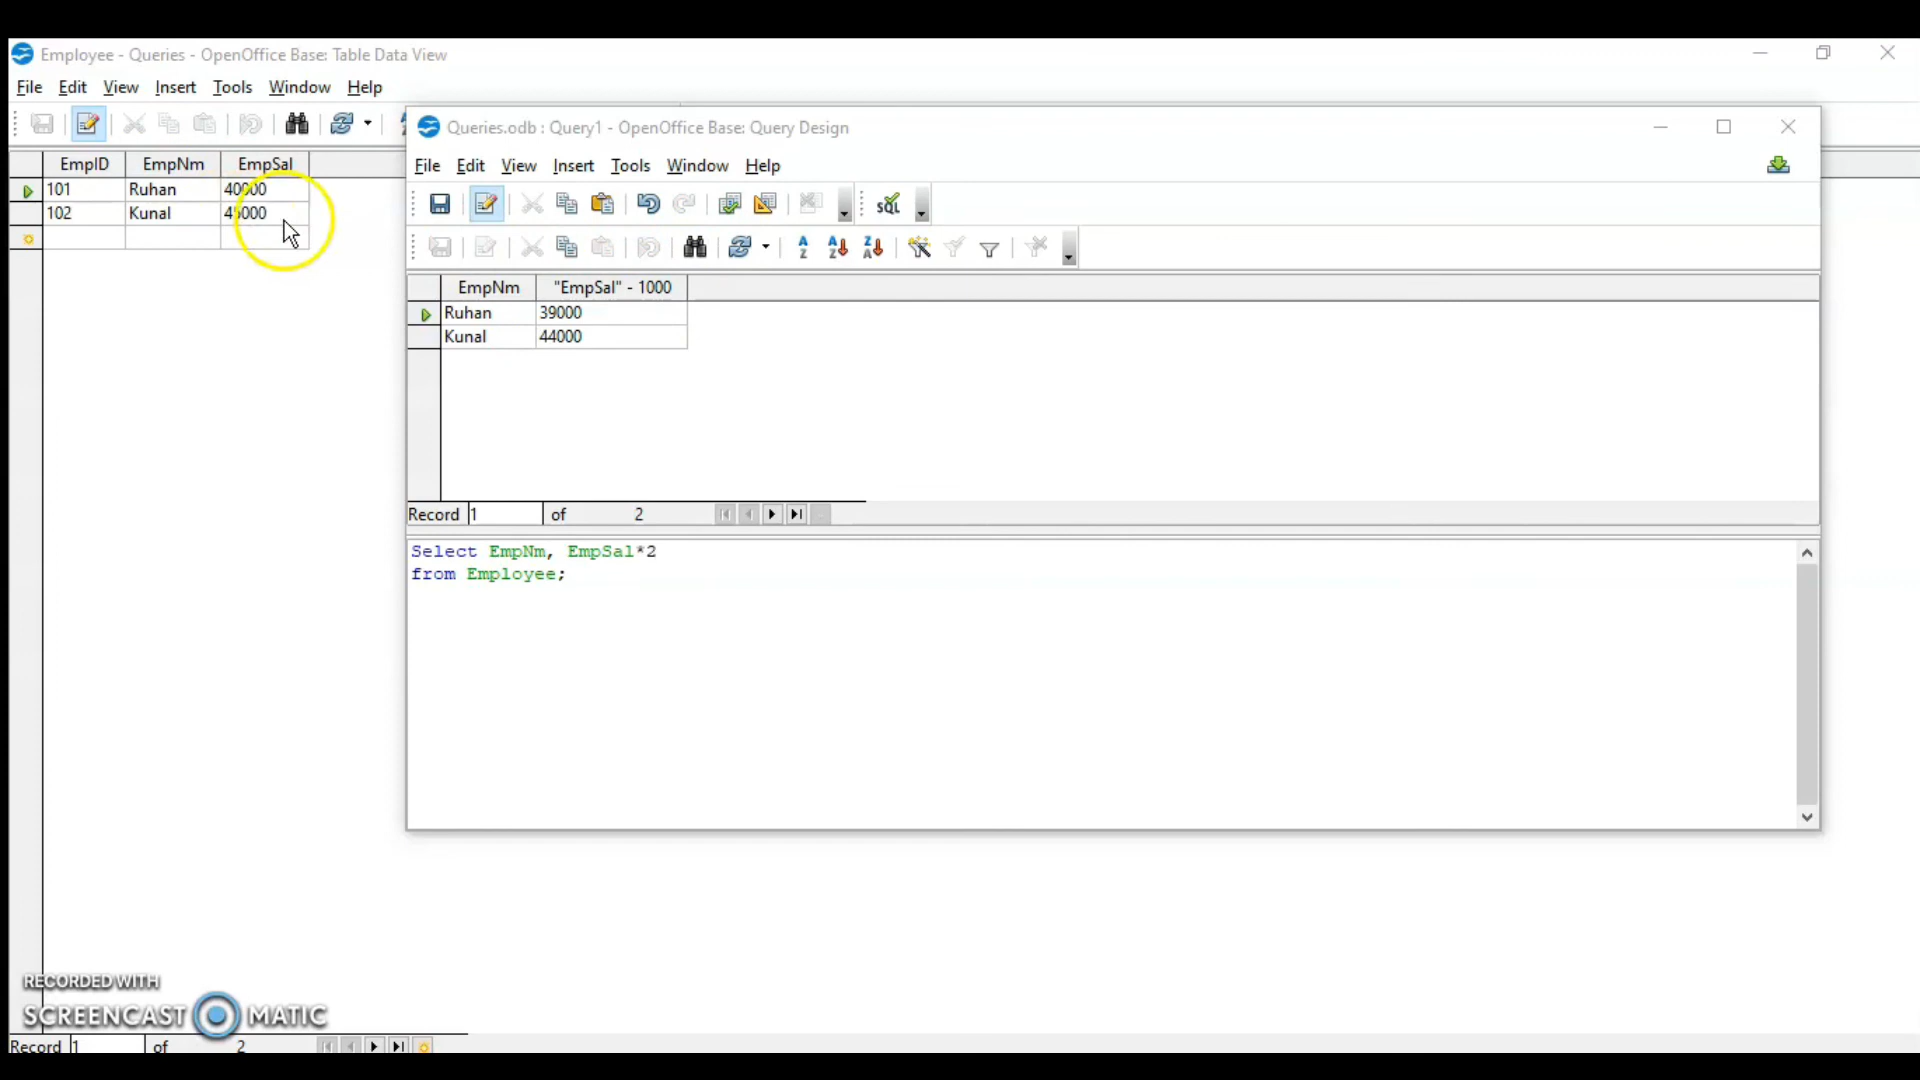 Employee - Queries - OpenOffice Base: Table Data View
File Edit View Insert Tools Window Help
EmpID EmpNm EmpSal
101 Ruhan 40000
102 Kunal 45000
Queries.odb : Query1 - OpenOffice Base: Query Design
File Edit View Insert Tools Window Help
SQL
EmpNm "EmpSal" - 1000
Ruhan 39000
Kunal 44000
Record 1 of 2
Select EmpNm, EmpSal*2
from Employee;
RECORDED WITH
SCREENCAST MATIC
Record 1 of 2